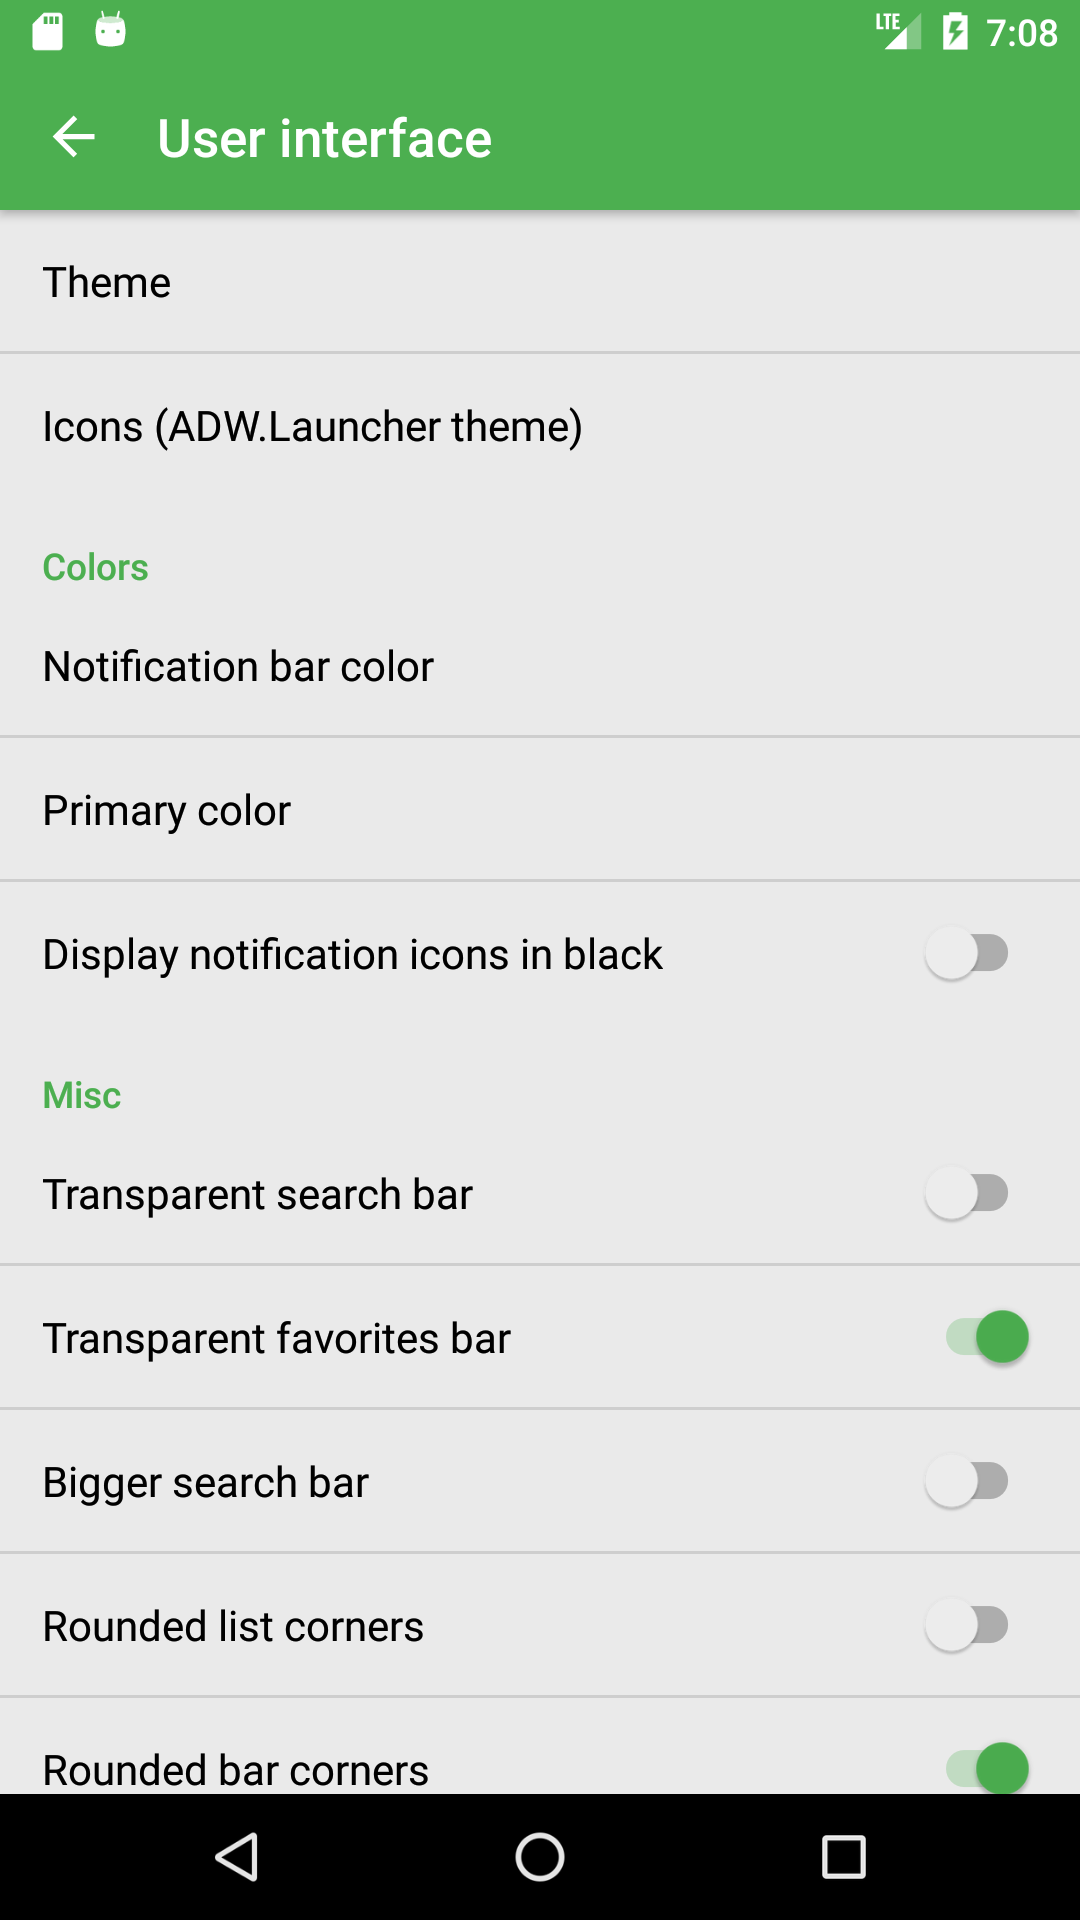 LTE 7:08
User interface
Theme
Icons (ADW.Launcher theme)
Colors
Notification bar color
Primary color
Display notification icons in black
Misc
Transparent search bar
Transparent favorites bar
Bigger search bar
Rounded list corners
Rounded bar corners